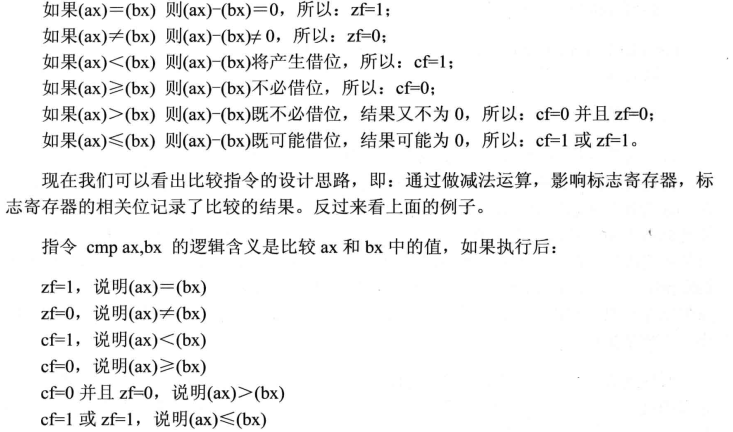 如果(ax)=(bx) 则(ax)-(bx)=0，所以：zf=1；
如果(ax)≠(bx) 则(ax)-(bx)≠0，所以：zf=0；
如果(ax)<(bx) 则(ax)-(bx)将产生借位，所以：cf=1；
如果(ax)≥(bx) 则(ax)-(bx)不必借位，所以：cf=0；
如果(ax)>(bx) 则(ax)-(bx)既不必借位，结果又不为 0，所以：cf=0 并且 zf=0；
如果(ax)≤(bx) 则(ax)-(bx)既可能借位，结果可能为 0，所以：cf=1 或 zf=1。
现在我们可以看出比较指令的设计思路，即：通过做减法运算，影响标志寄存器，标
志寄存器的相关位记录了比较的结果。反过来看上面的例子。
指令 cmp ax,bx 的逻辑含义是比较 ax 和 bx 中的值，如果执行后：
zf=1，说明(ax)=(bx)
zf=0，说明(ax)≠(bx)
cf=1，说明(ax)<(bx)
cf=0，说明(ax)≥(bx)
cf=0 并且 zf=0，说明(ax)>(bx)
cf=1 或 zf=1，说明(ax)≤(bx)